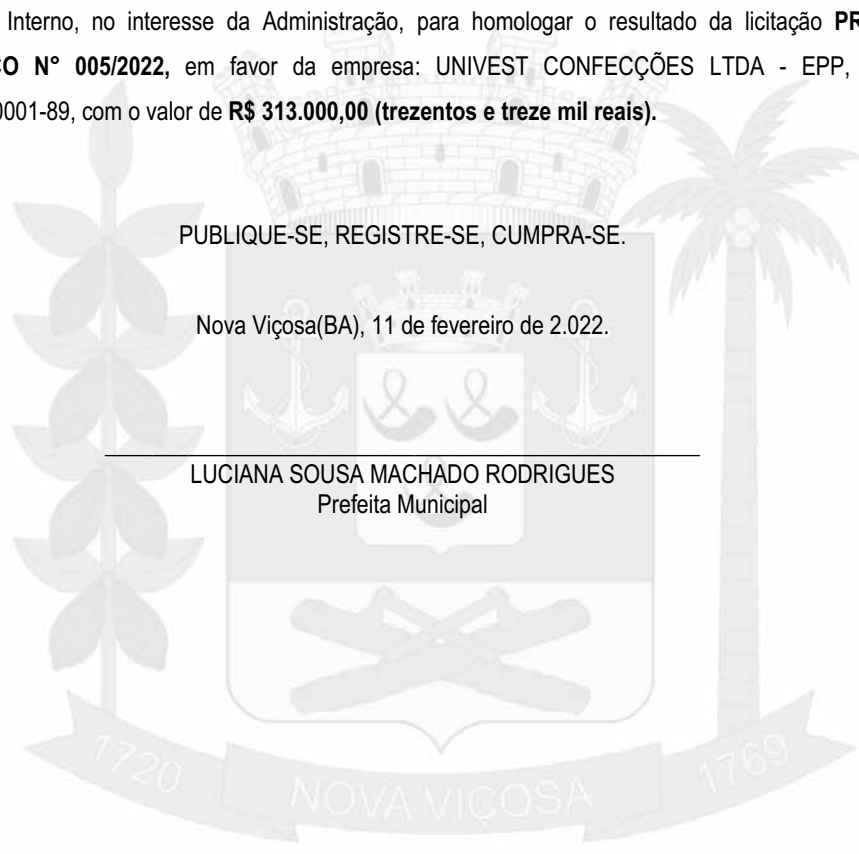 Interno, no interesse da Administração, para homologar o resultado da licitação PR
CO N° 005/2022, em favor da empresa: UNIVEST CONFECÇÕES LTDA - EPP,
0001-89, com o valor de R$ 313.000,00 (trezentos e treze mil reais).
PUBLIQUE-SE, REGISTRE-SE, CUMPRA-SE.
Nova Viçosa(BA), 11 de fevereiro de 2.022.
LUCIANA SOUSA MACHADO RODRIGUES
Prefeita Municipal
1720 NOVA VIÇOSA 1769